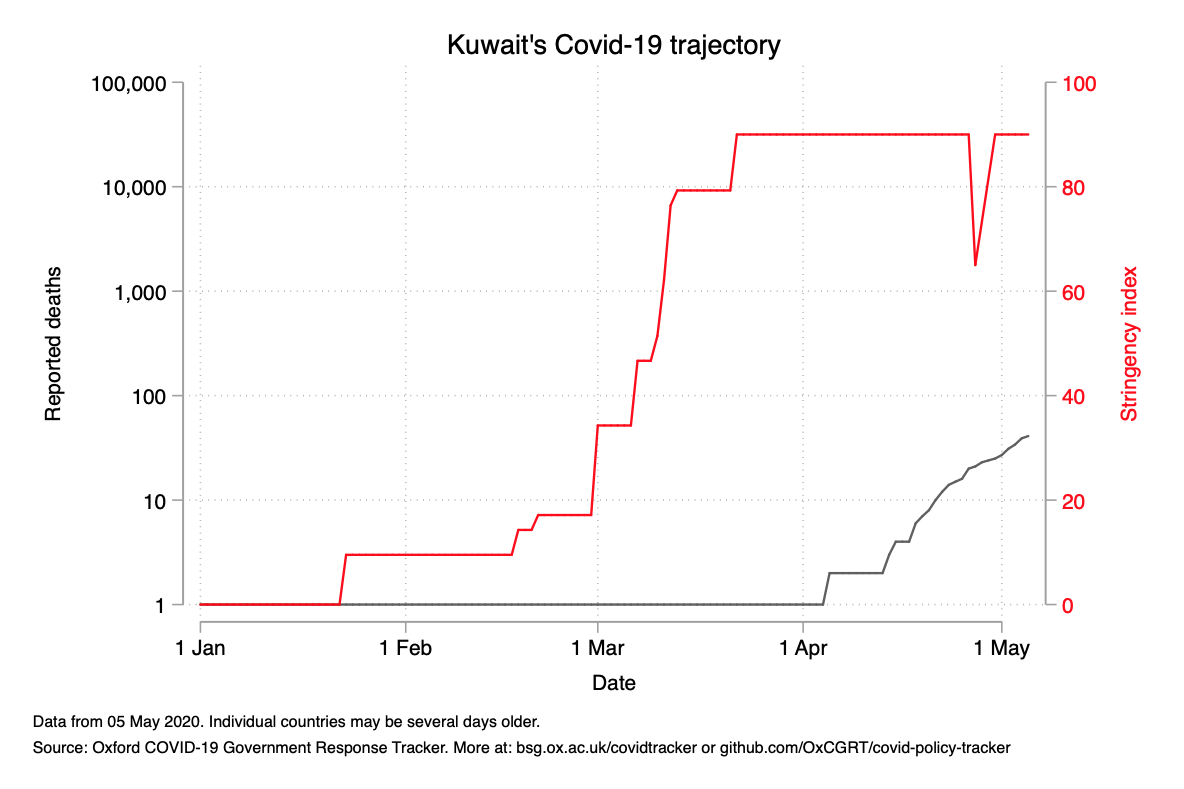 Kuwait's Covid-19 trajectory
100,000
10,000
1,000
100
10
1
Reported deaths
100
80
60
40
20
0
Stringency index
1 Jan
1 Feb
1 Mar
1 Apr
1 May
Date
Data from 05 May 2020. Individual countries may be several days older.
Source: Oxford COVID-19 Government Response Tracker. More at: bsg.ox.ac.uk/covidtracker or github.com/OxCGRT/covid-policy-tracker